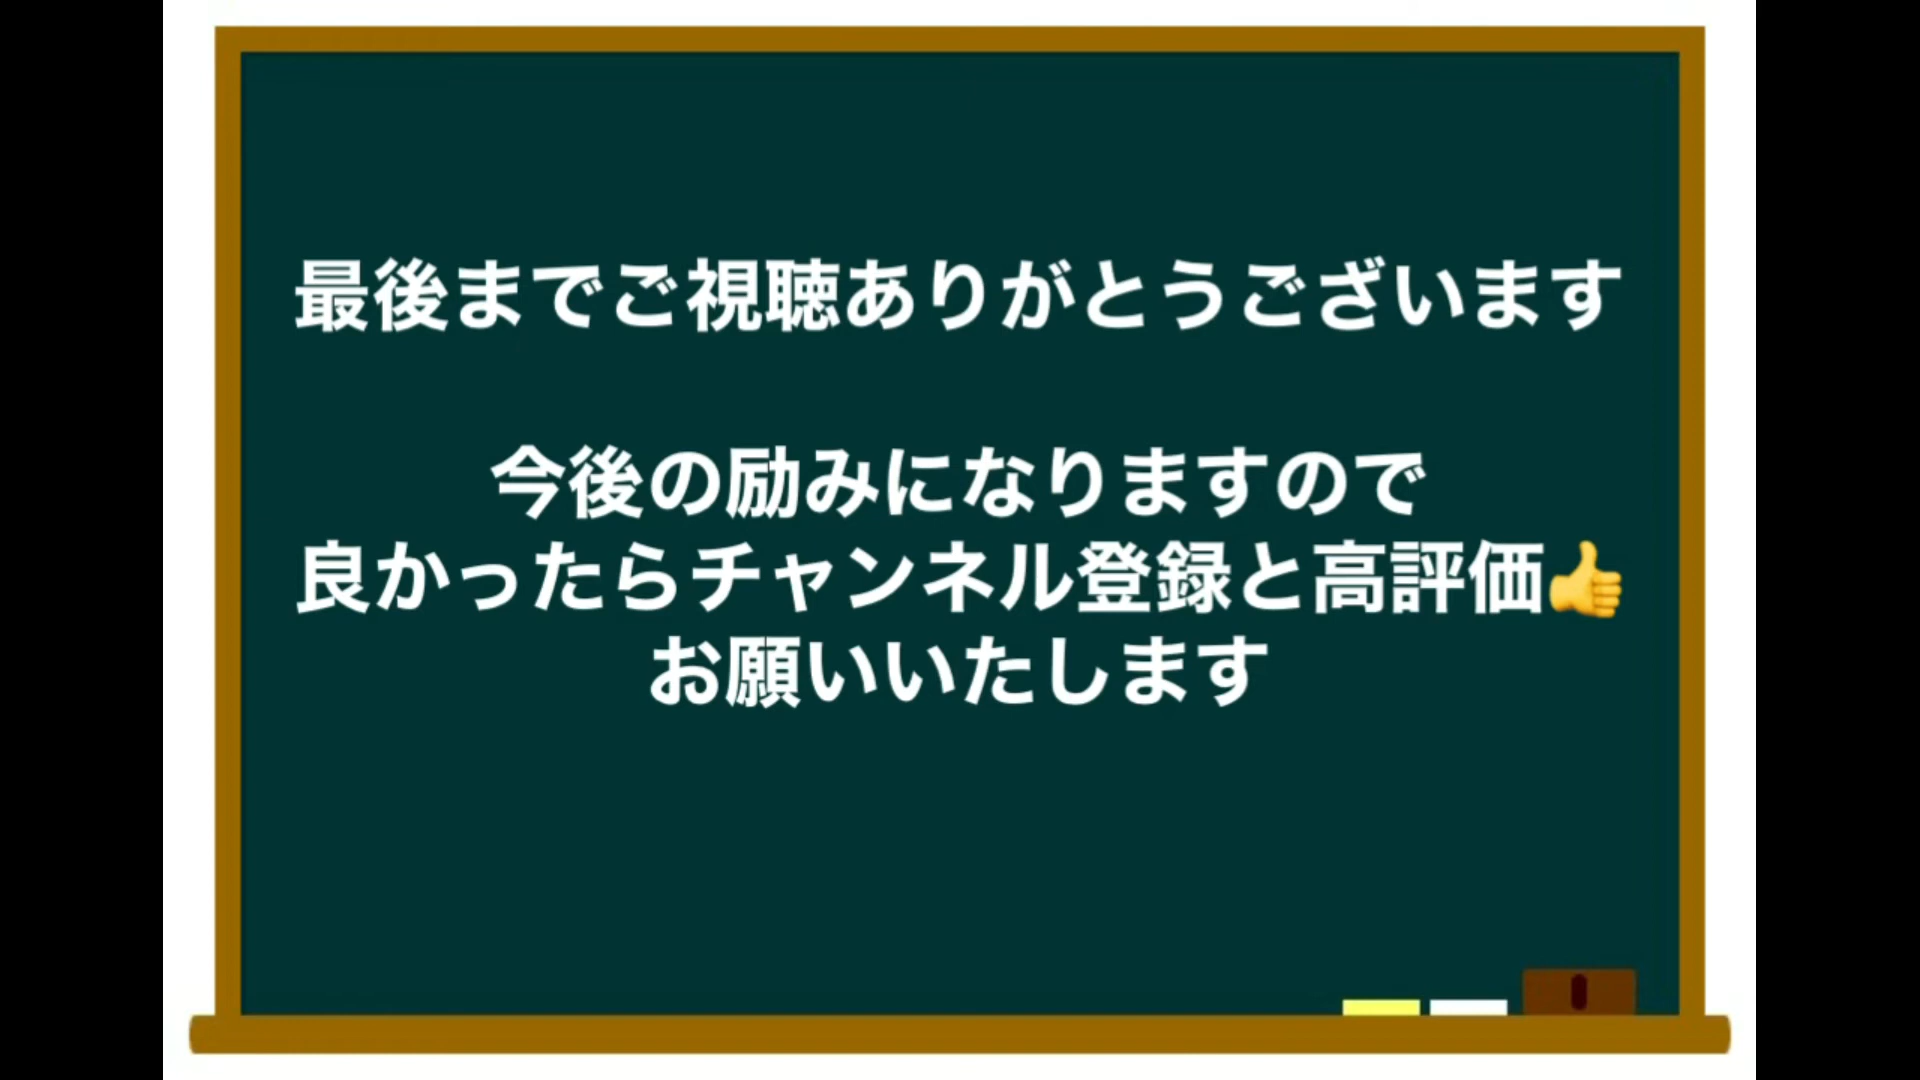 最後までご視聴ありがとうございます
今後の励みになりますので
良かったらチャンネル登録と高評価👍
お願いいたします